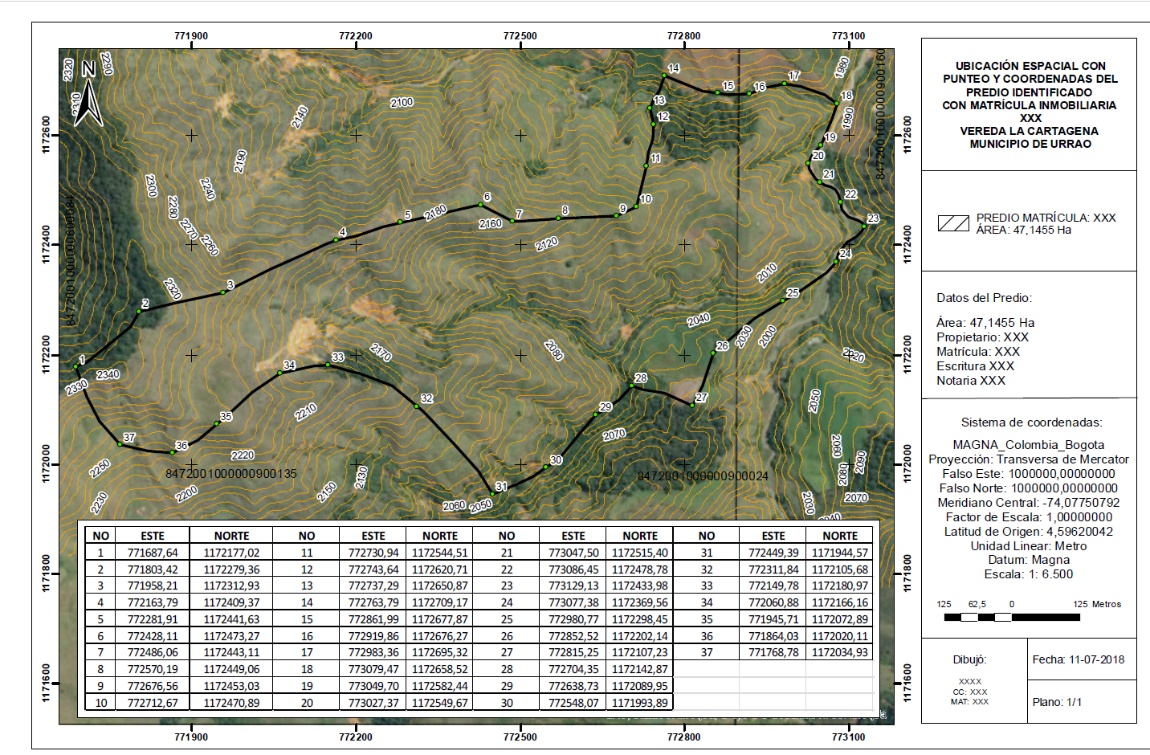 771900 772200 772500 772800 773100
N
2320 2290 2310 2100 2140 2190 2300 2240 2280 2270 2260 2320 2180 2160 2120 1980 1990 2010 2040 2030 2000 2080 2170 2340 2330 2210 2220 2250 2200 2230 2130 2150 2060 2050 2070 2050 2090 2080 2090 2070 2030 2040
1 2 3 4 5 6 7 8 9 10 11 12 13 14 15 16 17 18 19 20 21 22 23 24 25 26 27 28 29 30 31 32 33 34 35 36 37
8472001000000900135
8472001000000900024
8472001000000900160
1172600 1172400 1172200 1172000 1171800 1171600
1172600 1172400 1172200 1172000 1171800 1171600
NO ESTE NORTE NO ESTE NORTE NO ESTE NORTE NO ESTE NORTE
1 771687,64 1172177,02 11 772730,94 1172544,51 21 773047,50 1172515,40 31 772449,39 1171944,57
2 771803,42 1172279,36 12 772743,64 1172620,71 22 773086,45 1172478,78 32 772311,84 1172105,68
3 771958,21 1172312,93 13 772737,29 1172650,87 23 773129,13 1172433,98 33 772149,78 1172180,97
4 772163,79 1172409,37 14 772763,79 1172709,17 24 773077,38 1172369,56 34 772060,88 1172166,16
5 772281,91 1172441,63 15 772861,99 1172677,87 25 772980,77 1172298,45 35 771945,71 1172072,89
6 772428,11 1172473,27 16 772919,86 1172676,27 26 772852,52 1172202,14 36 771864,03 1172020,11
7 772486,06 1172443,11 17 772983,36 1172695,32 27 772815,25 1172107,23 37 771768,78 1172034,93
8 772570,19 1172449,06 18 773079,47 1172658,52 28 772704,35 1172142,87
9 772676,56 1172453,03 19 773049,70 1172582,44 29 772638,73 1172089,95
10 772712,67 1172470,89 20 773027,37 1172549,67 30 772548,07 1171993,89
771900 772200 772500 772800 773100
UBICACIÓN ESPACIAL CON
PUNTEO Y COORDENADAS DEL
PREDIO IDENTIFICADO
CON MATRÍCULA INMOBILIARIA
XXX
VEREDA LA CARTAGENA
MUNICIPIO DE URRAO
PREDIO MATRÍCULA: XXX
ÁREA: 47,1455 Ha
Datos del Predio:
Área: 47,1455 Ha
Propietario: XXX
Matrícula: XXX
Escritura XXX
Notaria XXX
Sistema de coordenadas:
MAGNA_Colombia_Bogota
Proyección: Transversa de Mercator
Falso Este: 1000000,00000000
Falso Norte: 1000000,00000000
Meridiano Central: -74,07750792
Factor de Escala: 1,00000000
Latitud de Origen: 4,59620042
Unidad Linear: Metro
Datum: Magna
Escala: 1: 6.500
125 62,5 0 125 Metros
Dibujó:
XXXX
CC: XXX
MAT: XXX
Fecha: 11-07-2018
Plano: 1/1